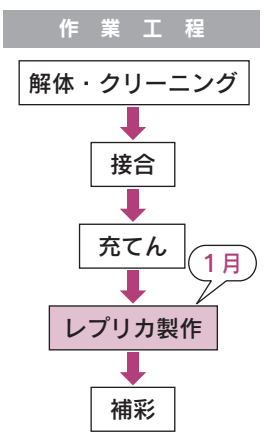 作業工程
解体・クリーニング
接合
充てん
1月
レプリカ製作
補彩